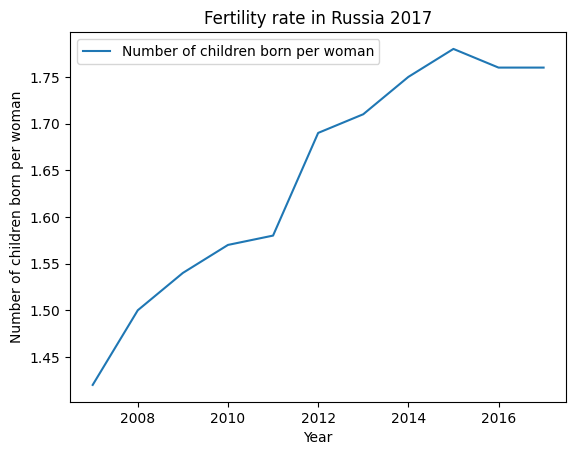 Fertility rate in Russia 2017
Number of children born per woman
Number of children born per woman
1.75
1.70
1.65
1.60
1.55
1.50
1.45
2008 2010 2012 2014 2016
Year